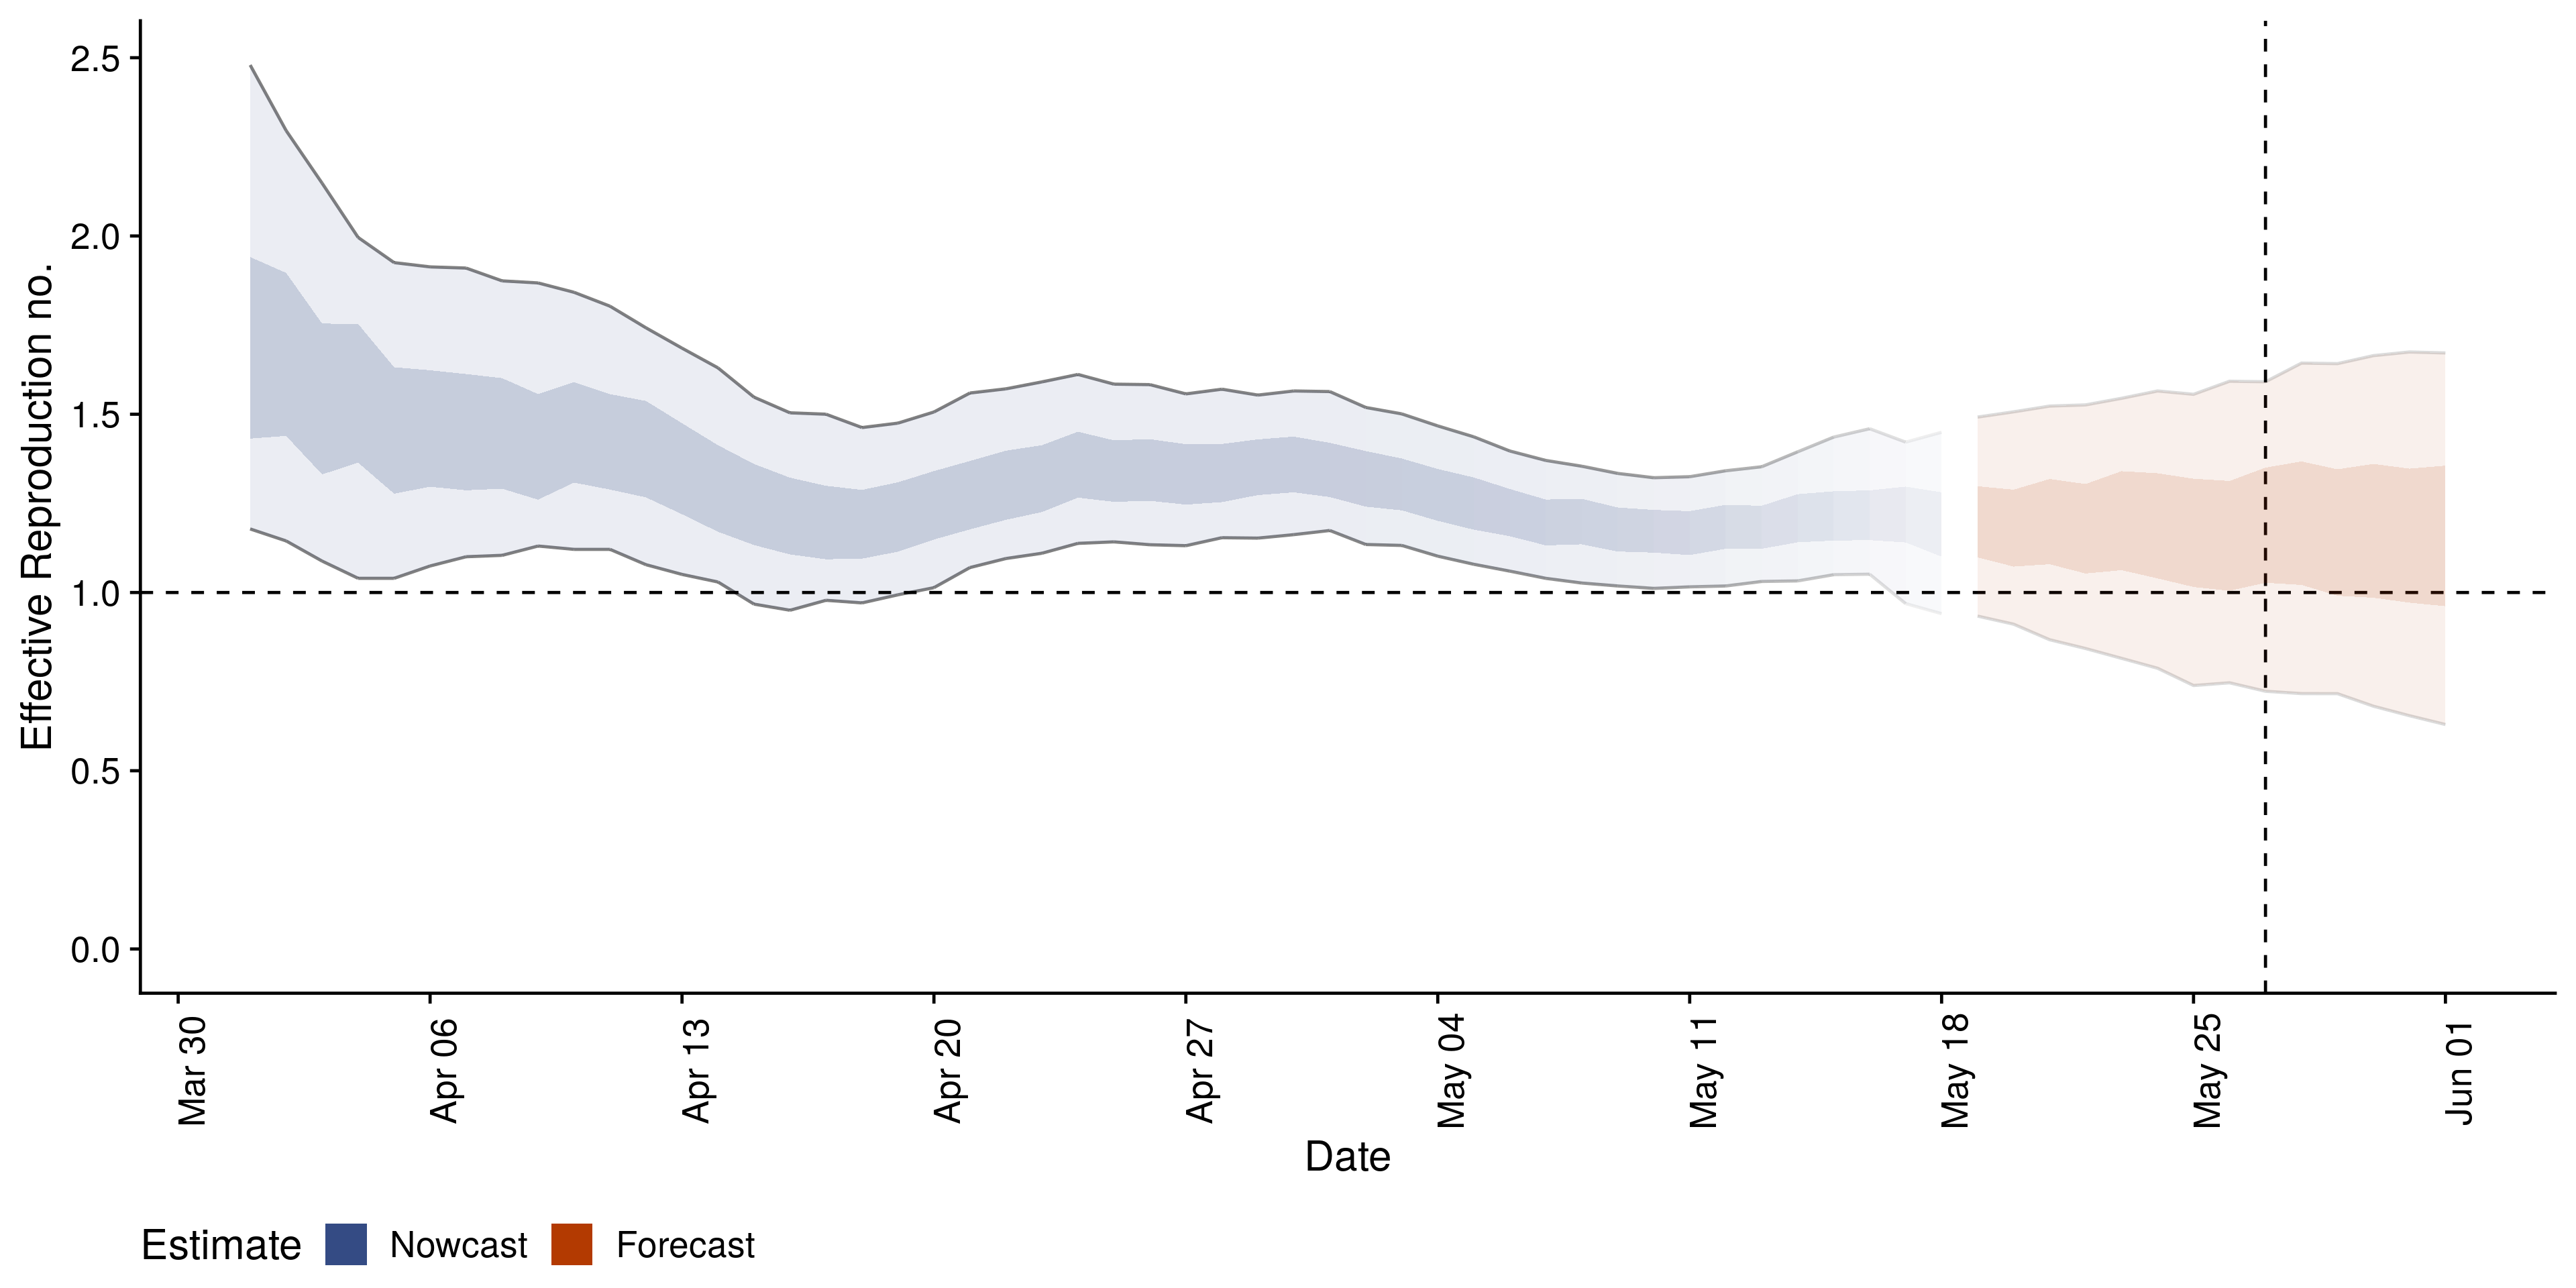 Effective Reproduction no.
2.5
2.0
1.5
1.0
0.5
0.0
Mar 30
Apr 06
Apr 13
Apr 20
Apr 27
May 04
May 11
May 18
May 25
Jun 01
Date
Estimate Nowcast Forecast